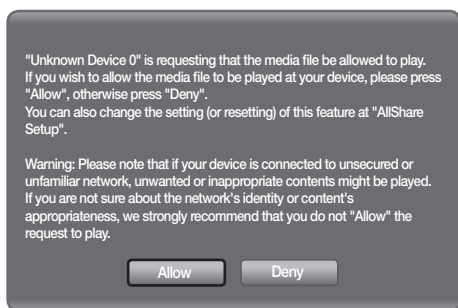 "Unknown Device 0" is requesting that the media file be allowed to play.
If you wish to allow the media file to be played at your device, please press
"Allow", otherwise press "Deny".
You can also change the setting (or resetting) of this feature at "AllShare
Setup".
Warning: Please note that if your device is connected to unsecured or
unfamiliar network, unwanted or inappropriate contents might be played.
If you are not sure about the network's identity or content's
appropriateness, we strongly recommend that you do not "Allow" the
request to play.
Allow Deny